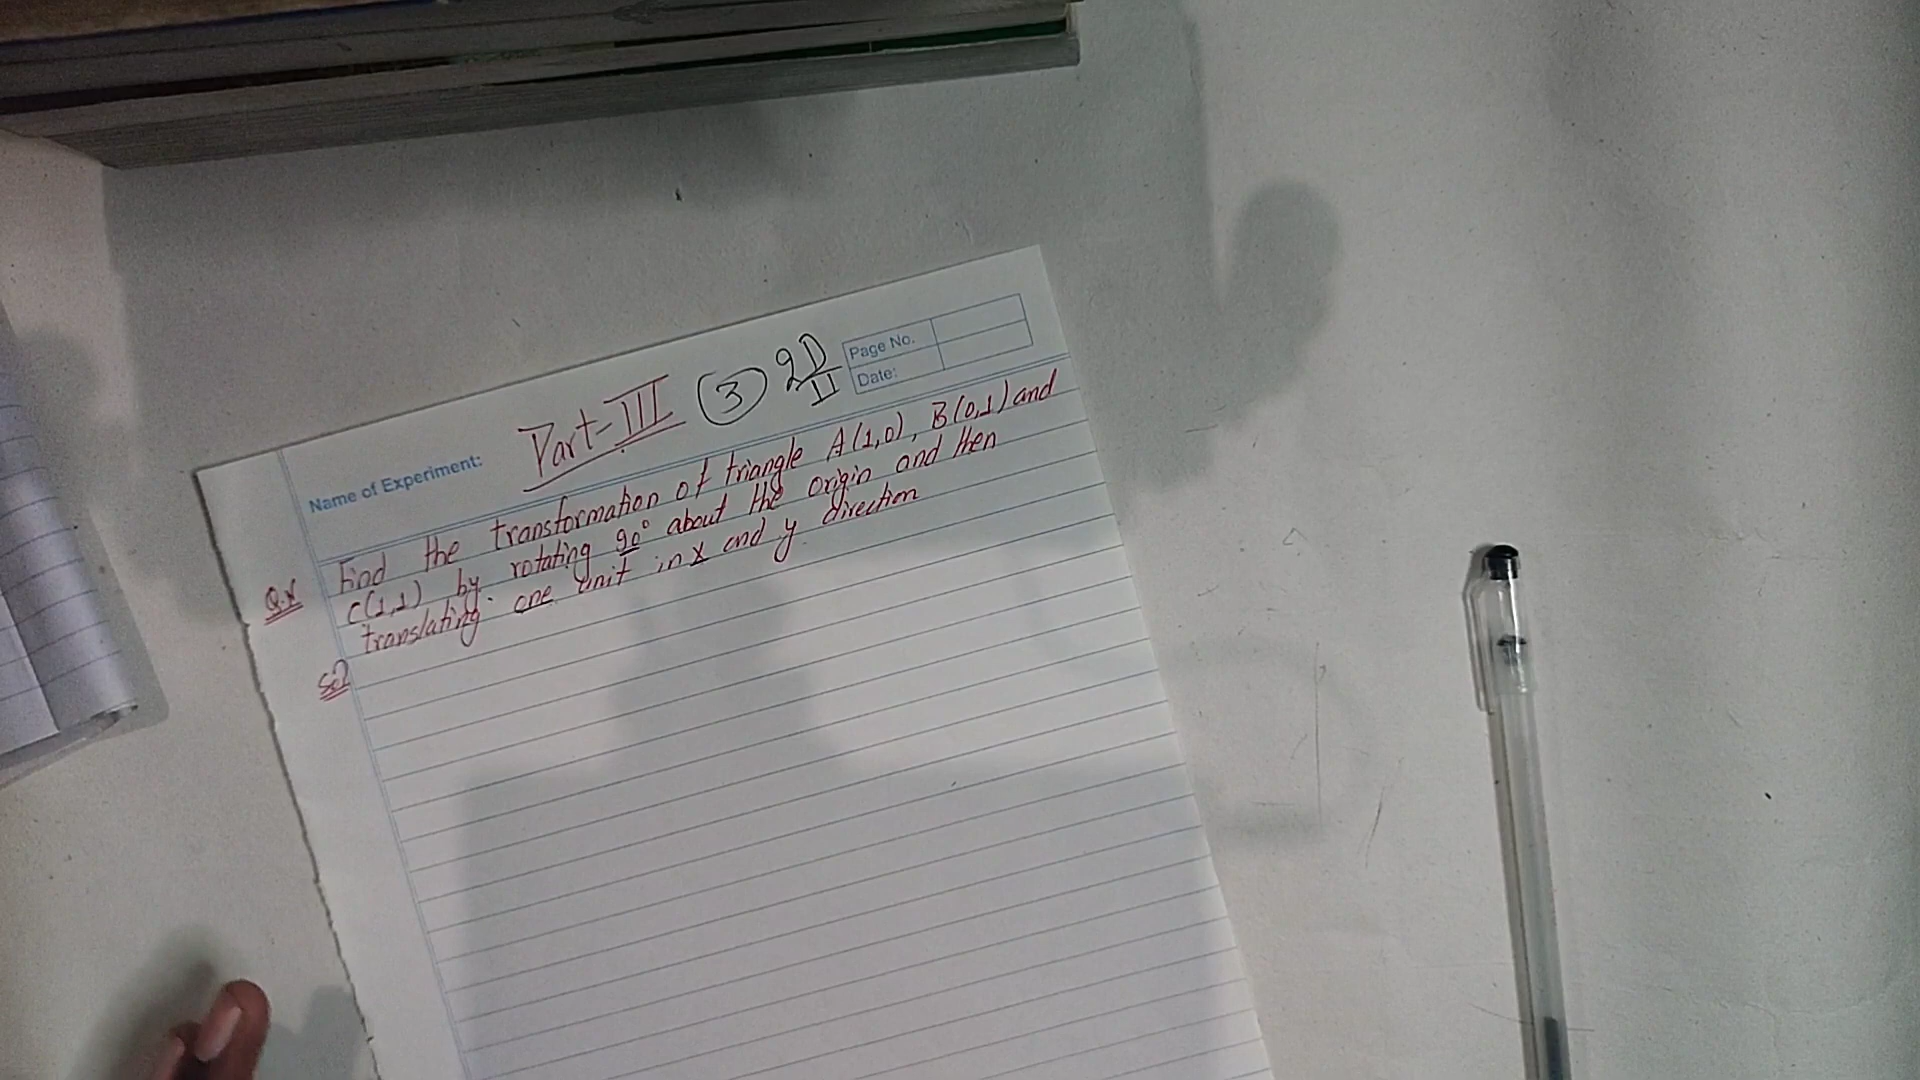 Part-III ③ 2D/II
Page No.
Date:
Name of Experiment:
Q.N Find the transformation of triangle A(1,0), B(0,1) and
C(1,1) by rotating 90° about the origin and then
translating one unit in x and y direction
Sol